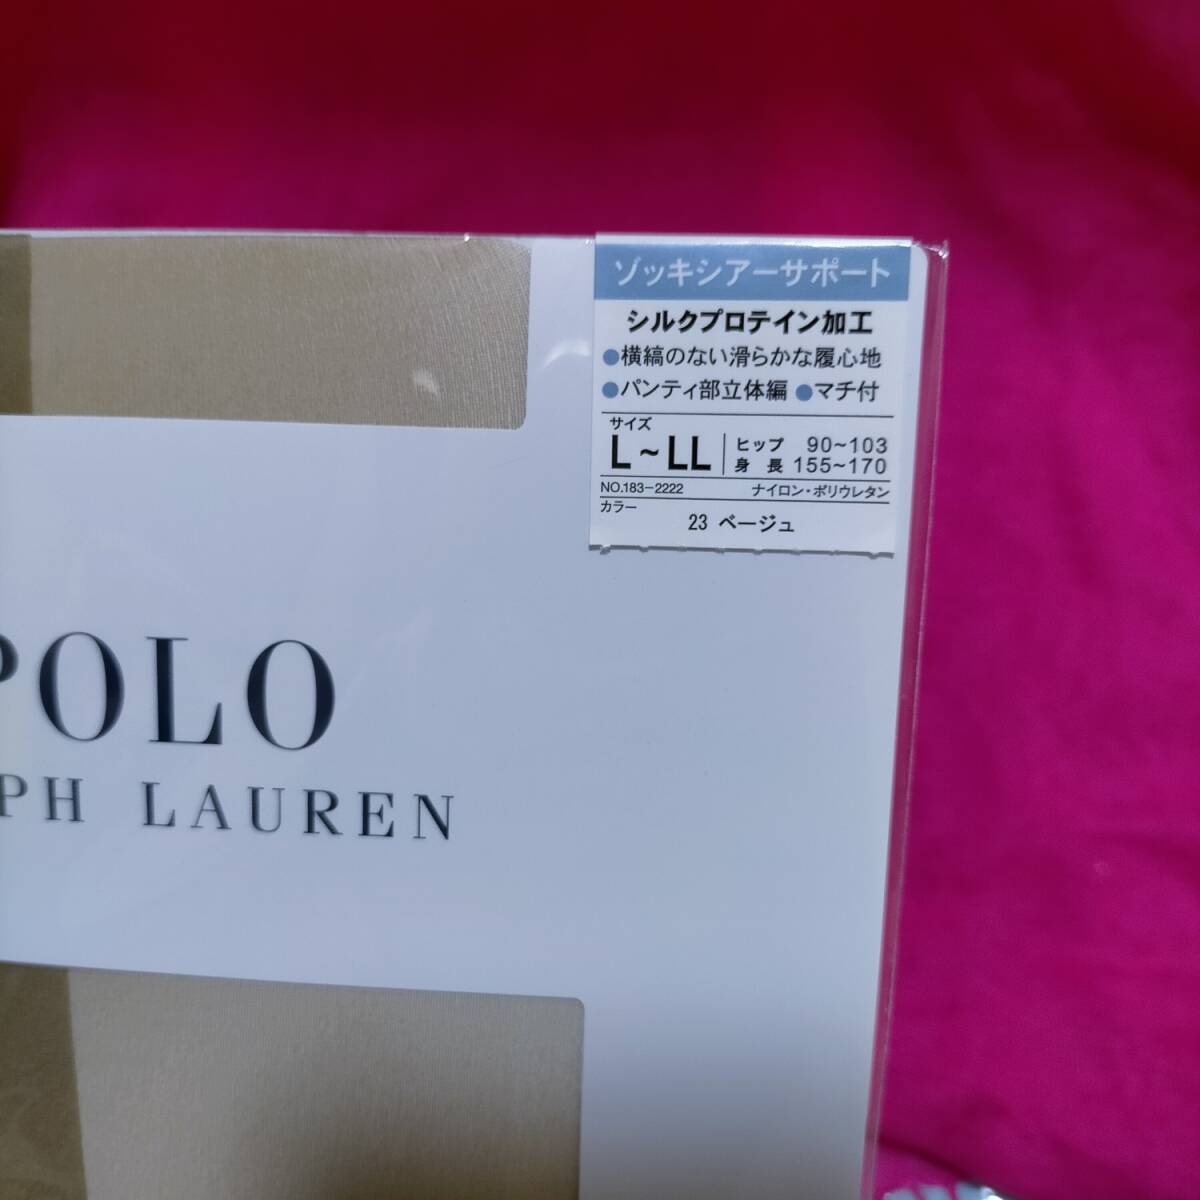 ゾッキシアーサポート
シルクプロテイン加工
●横縞のない滑らかな履心地
●パンティ部立体編 ●マチ付
サイズ
L~LL
ヒップ 90~103
身長 155~170
NO.183-2222 ナイロン・ポリウレタン
カラー
23 ベージュ
POLO
PH LAUREN